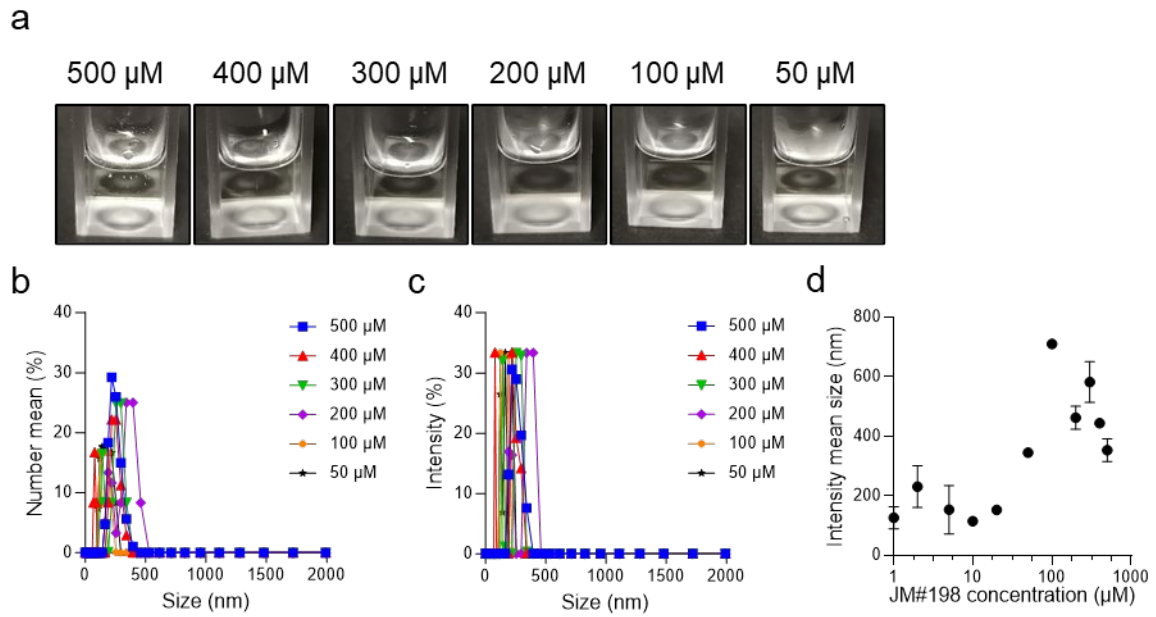 a
500 µM 400 µM 300 µM 200 µM 100 µM 50 µM
b
40
30
20
10
0
Number mean (%)
0 500 1000 1500 2000
Size (nm)
500 µM
400 µM
300 µM
200 µM
100 µM
50 µM
c
40
30
20
10
0
Intensity (%)
0 500 1000 1500 2000
Size (nm)
500 µM
400 µM
300 µM
200 µM
100 µM
50 µM
d
800
600
400
200
0
Intensity mean size (nm)
1 10 100 1000
JM#198 concentration (µM)